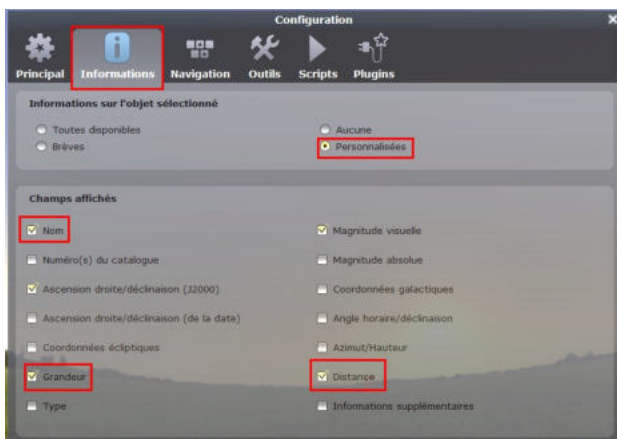 Configuration
Principal Informations Navigation Outils Scripts Plugins
Informations sur l'objet sélectionné
Toutes disponibles Aucune
Brèves Personnalisées
Champs affichés
Nom Magnitude visuelle
Numéro(s) du catalogue Magnitude absolue
Ascension droite/déclinaison (J2000) Coordonnées galactiques
Ascension droite/déclinaison (de la date) Angle horaire/déclinaison
Coordonnées écliptiques Azimut/Hauteur
Grandeur Distance
Type Informations supplémentaires